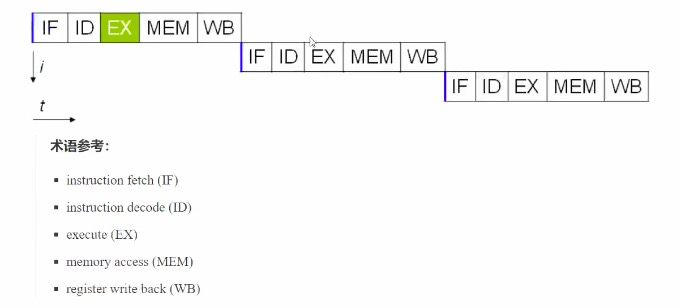 IF ID EX MEM WB
IF ID EX MEM WB
IF ID EX MEM WB
i
t
术语参考：
▪ instruction fetch (IF)
▪ instruction decode (ID)
▪ execute (EX)
▪ memory access (MEM)
▪ register write back (WB)